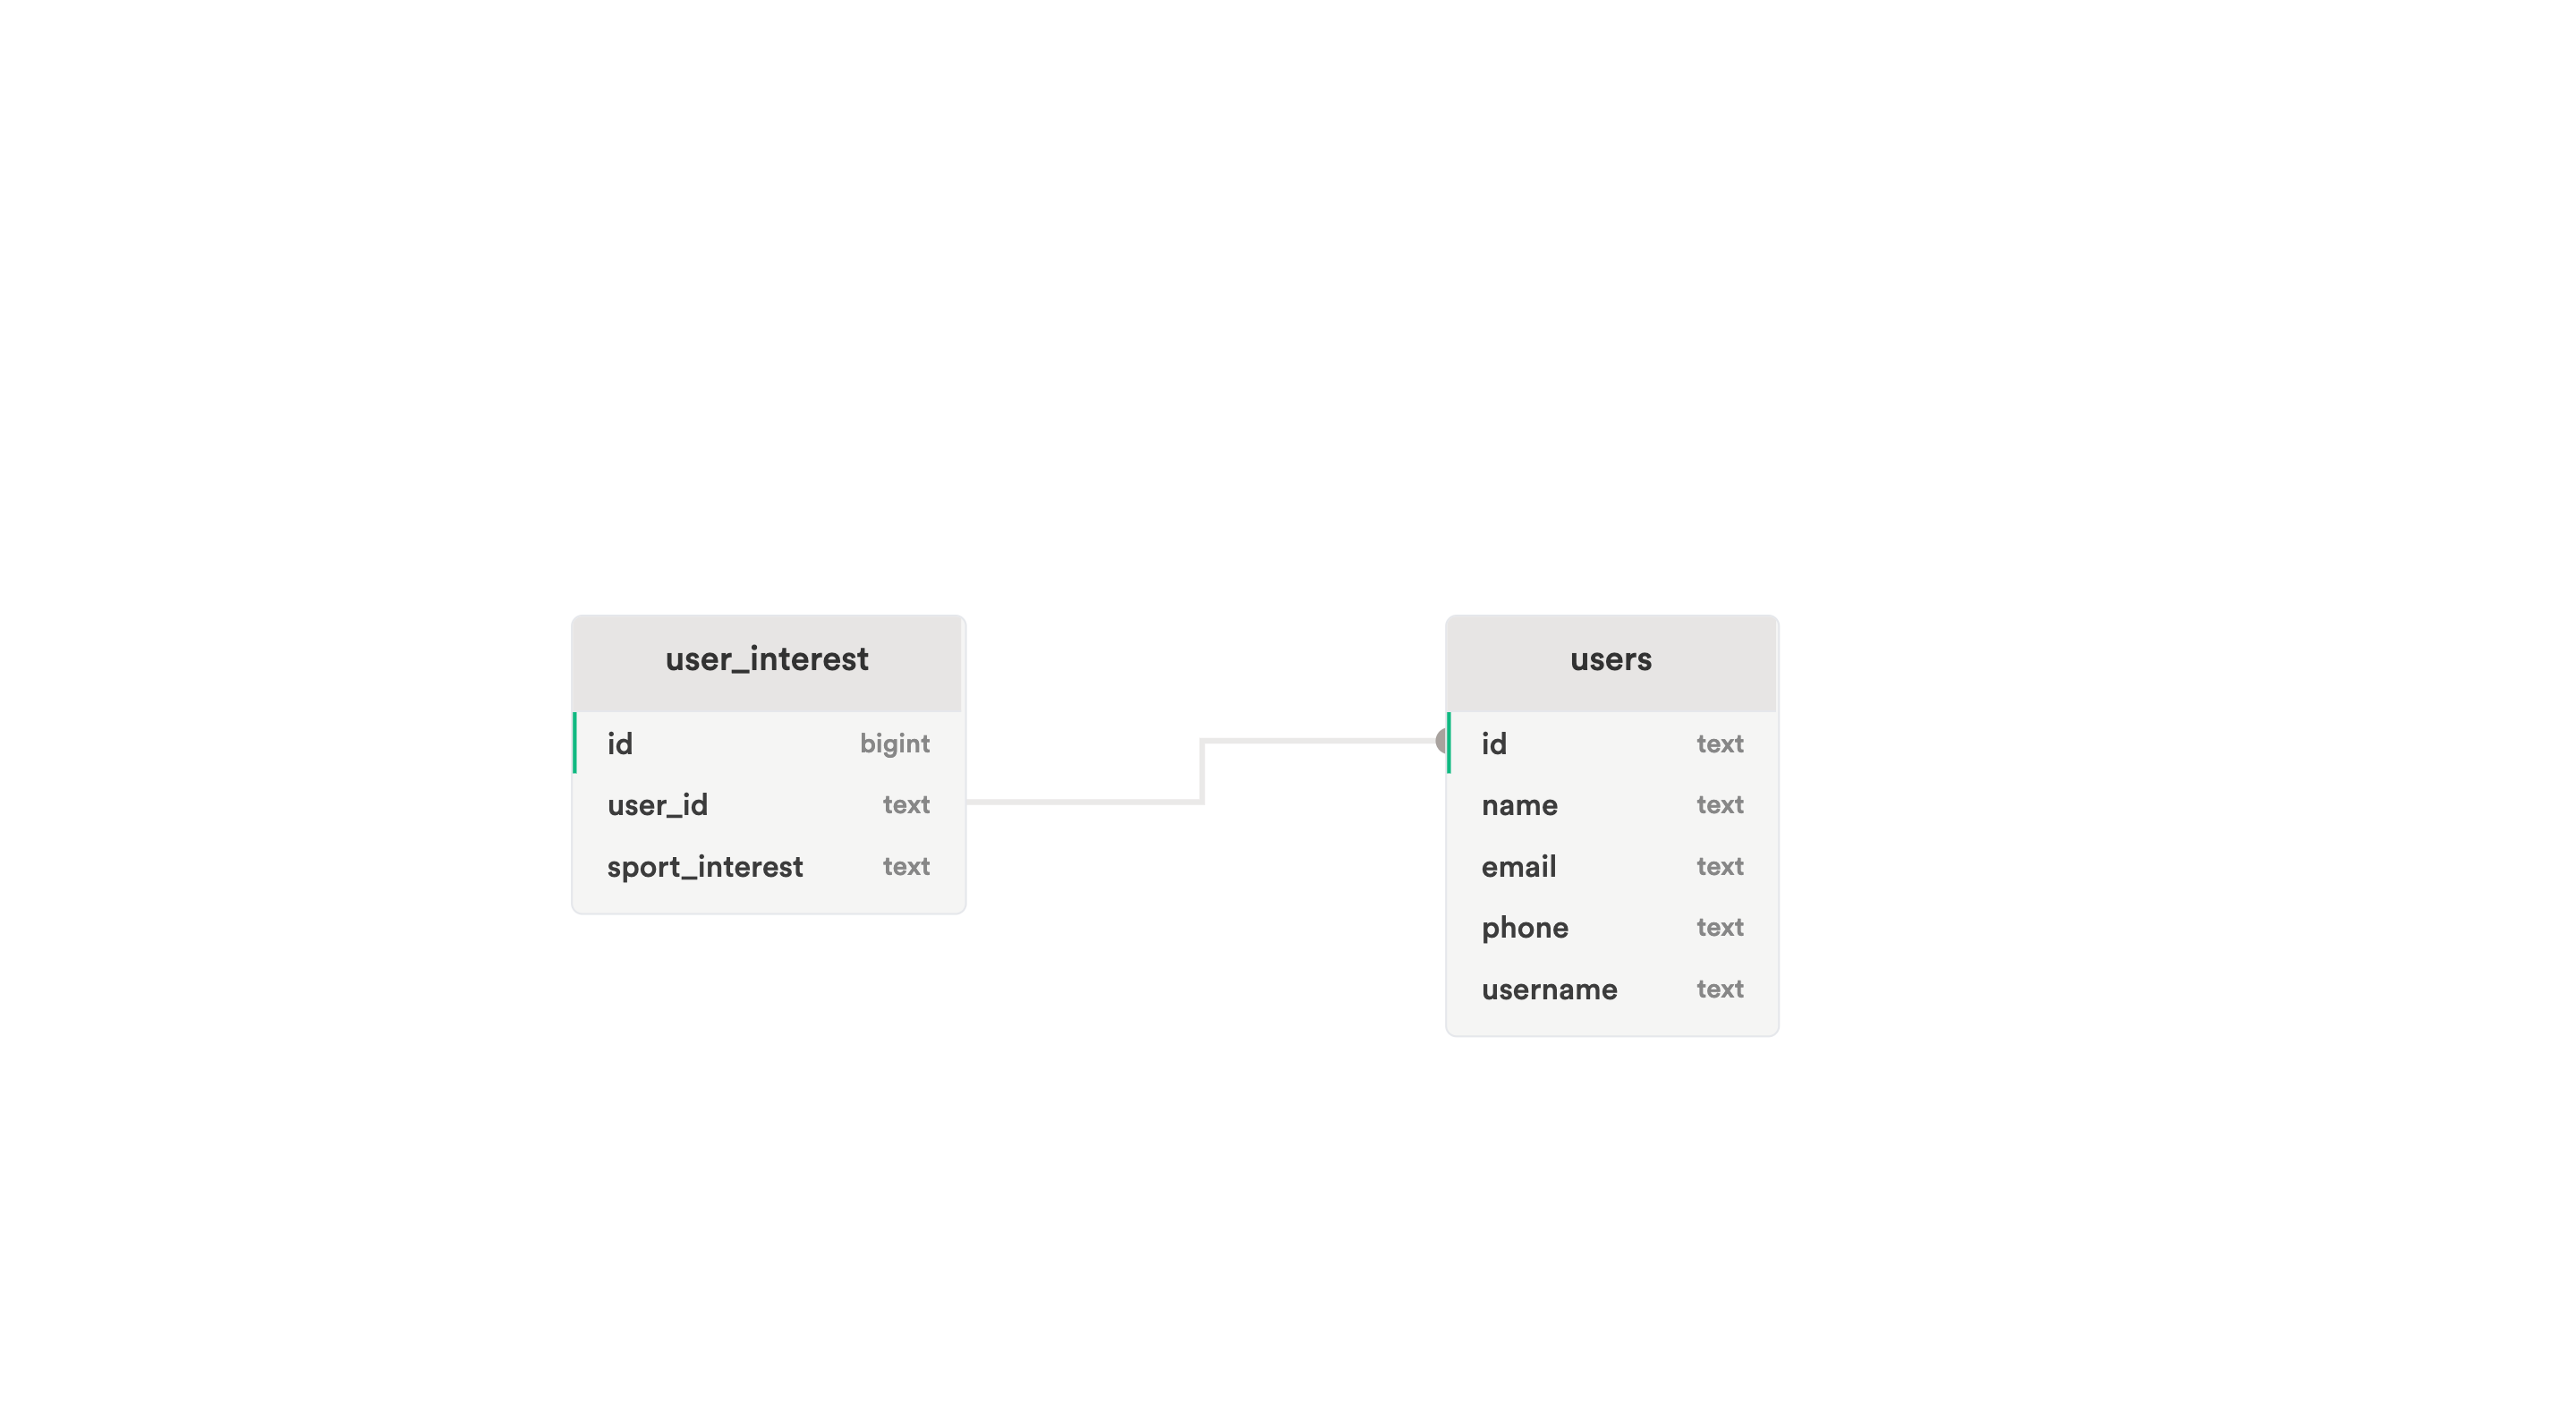 user_interest
id bigint
user_id text
sport_interest text
users
id text
name text
email text
phone text
username text